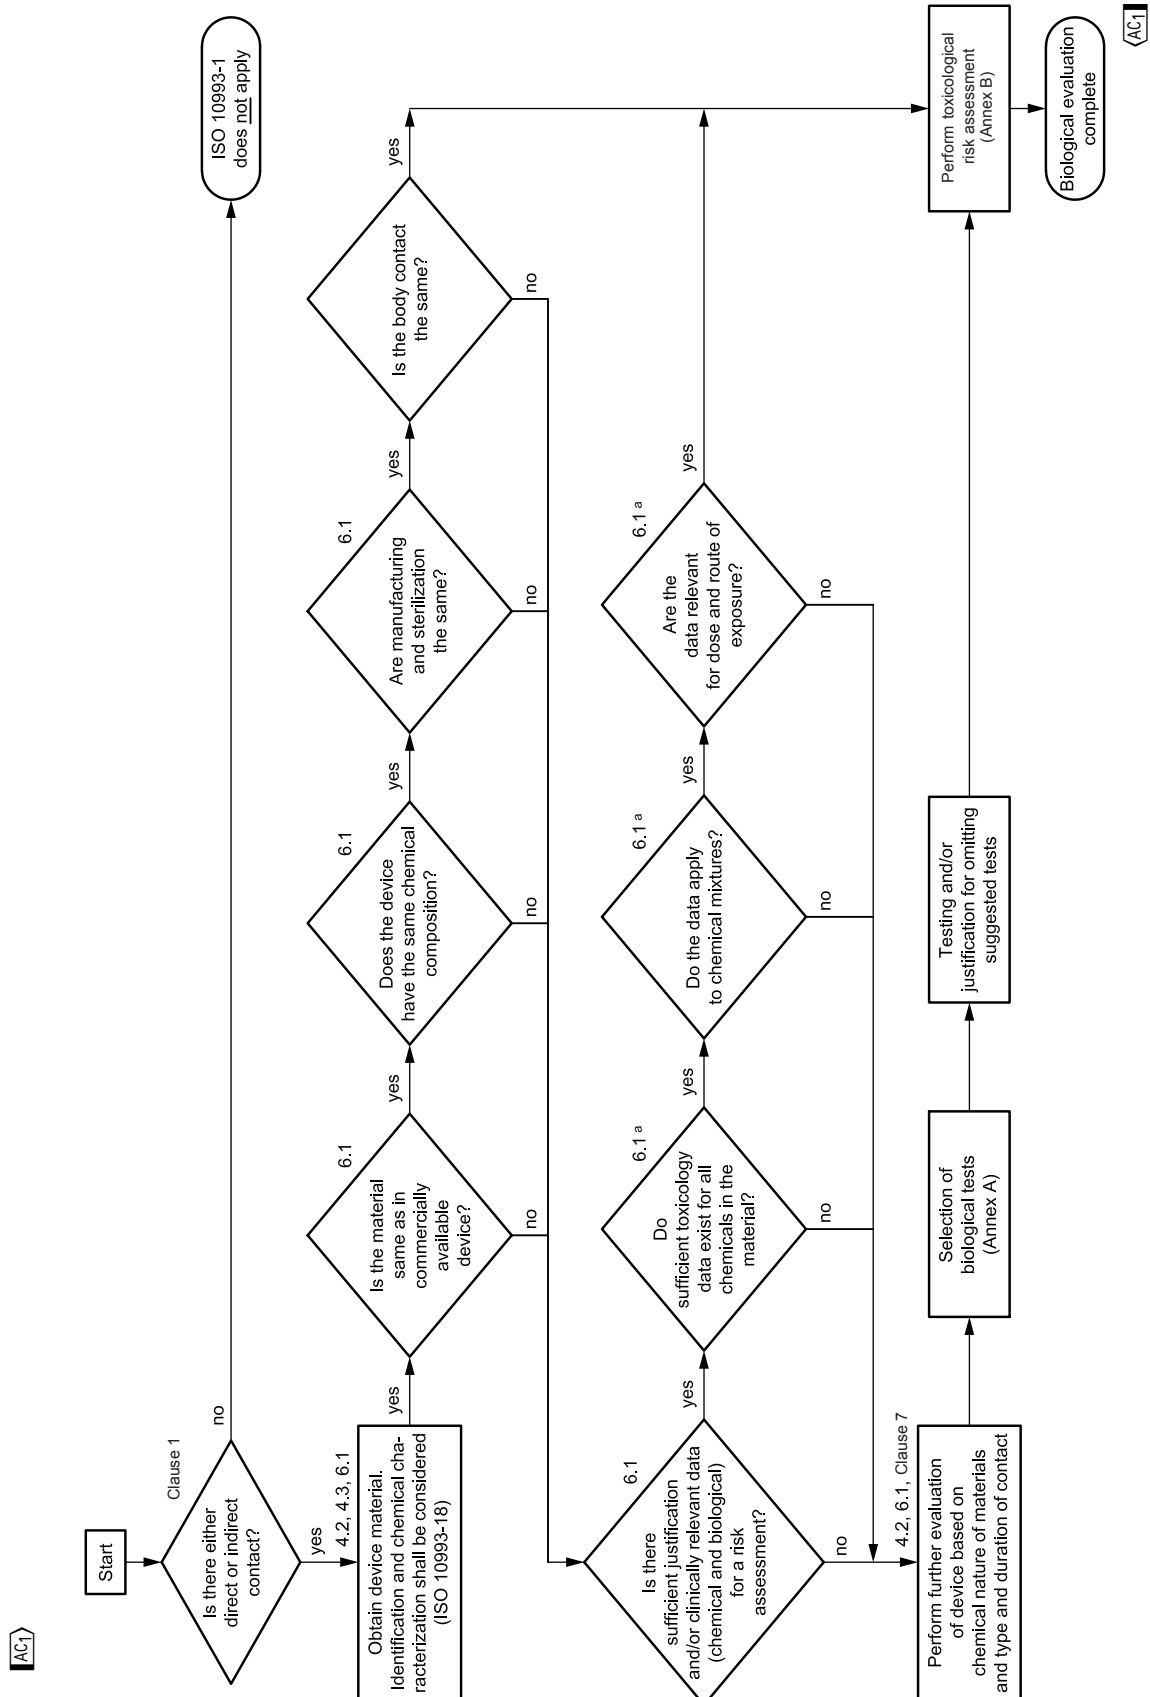 AC1
Start
Clause 1
Is there either
direct or indirect
contact?
no
ISO 10993-1
does not apply
yes
4.2, 4.3, 6.1
Obtain device material.
Identification and chemical cha-
racterization shall be considered
(ISO 10993-18)
yes
6.1
Is the material
same as in
commercially
available
device?
no
yes
6.1
Does the device
have the same chemical
composition?
no
yes
6.1
Are manufacturing
and sterilization
the same?
no
yes
Is the body contact
the same?
no
yes
6.1
Is there
sufficient justification
and/or clinically relevant data
(chemical and biological)
for a risk
assessment?
no
yes
6.1 a
Do
sufficient toxicology
data exist for all
chemicals in the
material?
no
yes
6.1 a
Do the data apply
to chemical mixtures?
no
yes
6.1 a
Are the
data relevant
for dose and route of
exposure?
no
yes
4.2, 6.1, Clause 7
Perform further evaluation
of device based on
chemical nature of materials
and type and duration of contact
Selection of
biological tests
(Annex A)
Testing and/or
justification for omitting
suggested tests
Perform toxicological
risk assessment
(Annex B)
Biological evaluation
complete
AC1